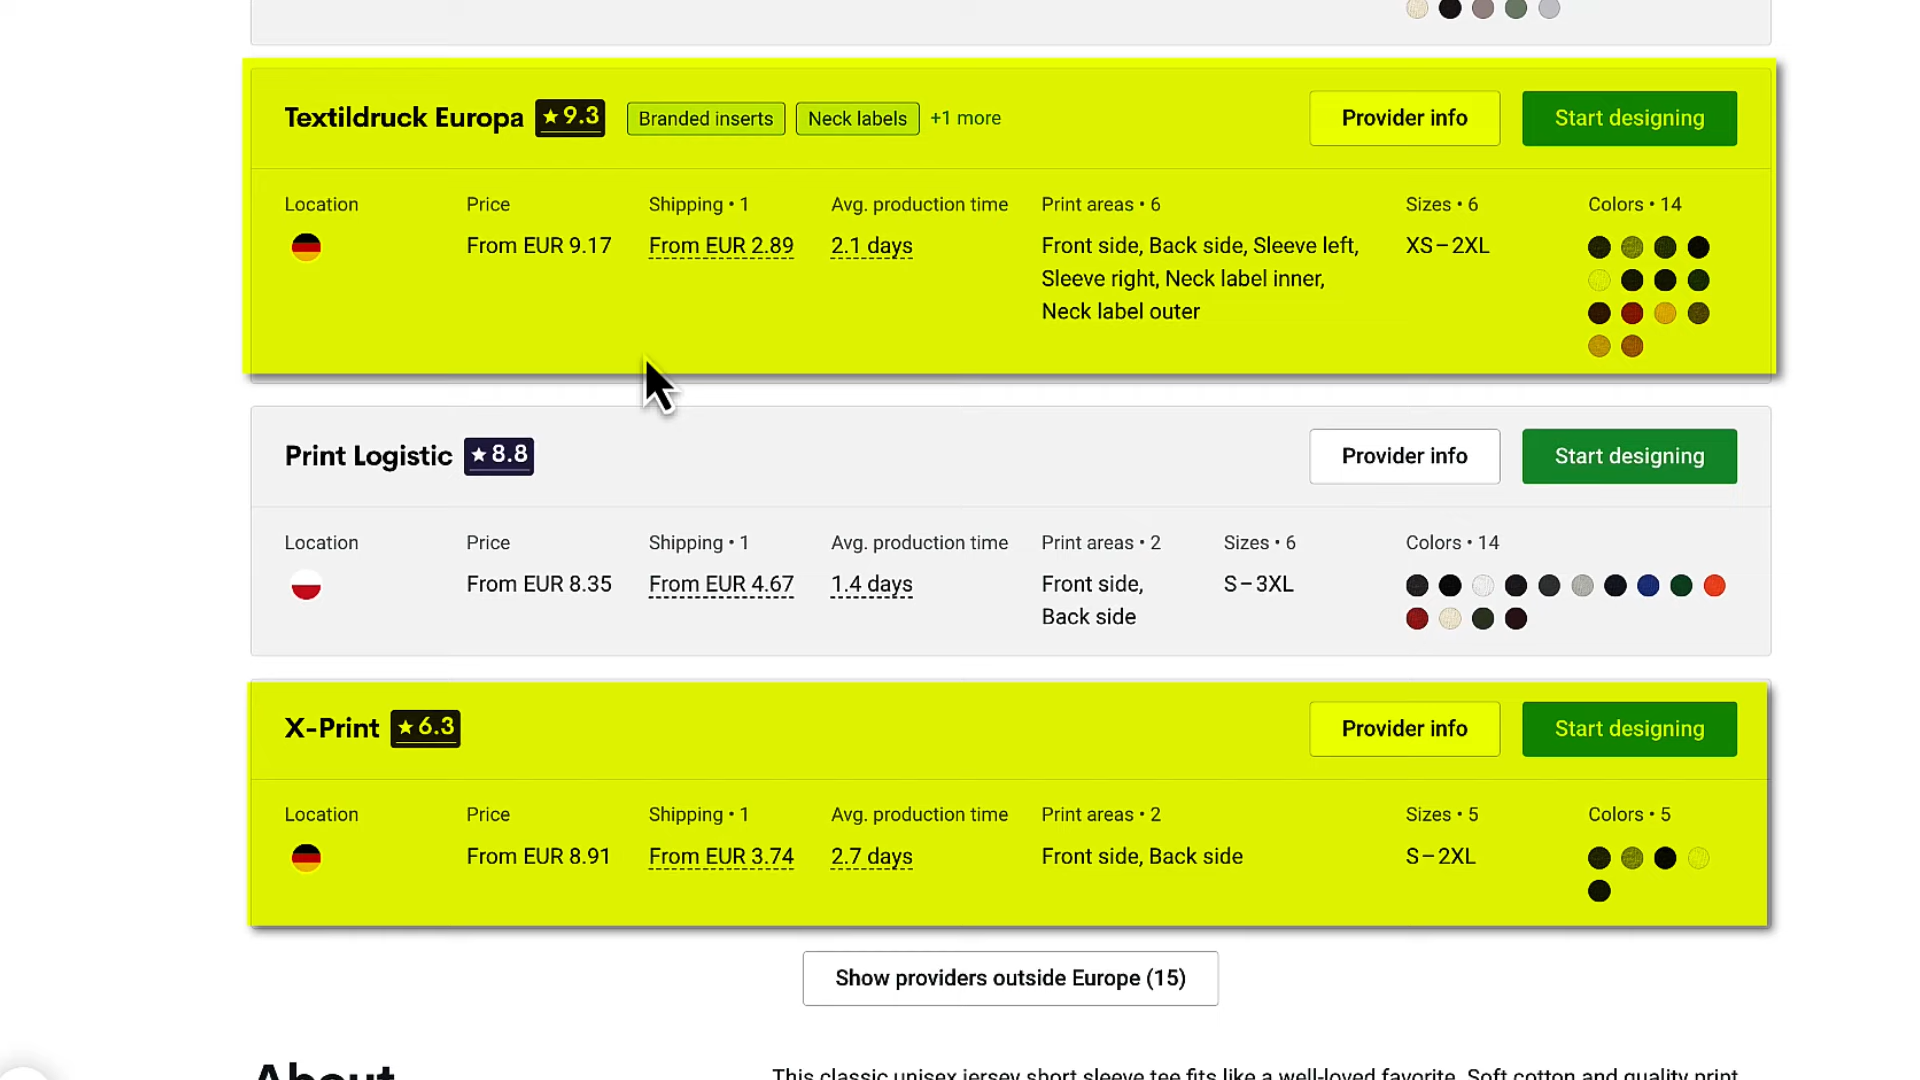 Textildruck Europa ★ 9.3 Branded inserts Neck labels +1 more Provider info Start designing
Location Price Shipping • 1 Avg. production time Print areas • 6 Sizes • 6 Colors • 14
From EUR 9.17 From EUR 2.89 2.1 days Front side, Back side, Sleeve left, XS–2XL
Sleeve right, Neck label inner,
Neck label outer
Print Logistic ★ 8.8 Provider info Start designing
Location Price Shipping • 1 Avg. production time Print areas • 2 Sizes • 6 Colors • 14
From EUR 8.35 From EUR 4.67 1.4 days Front side, S–3XL
Back side
X-Print ★ 6.3 Provider info Start designing
Location Price Shipping • 1 Avg. production time Print areas • 2 Sizes • 5 Colors • 5
From EUR 8.91 From EUR 3.74 2.7 days Front side, Back side S–2XL
Show providers outside Europe (15)
About
This classic unisex jersey short sleeve tee fits like a well-loved favorite. Soft cotton and quality print